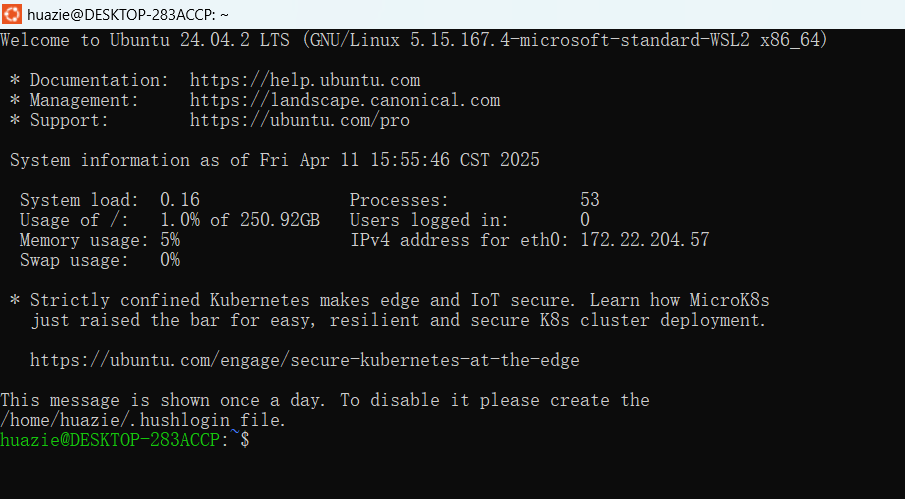 huazie@DESKTOP-283ACCP: ~
Welcome to Ubuntu 24.04.2 LTS (GNU/Linux 5.15.167.4-microsoft-standard-WSL2 x86_64)
* Documentation:  https://help.ubuntu.com
* Management:     https://landscape.canonical.com
* Support:        https://ubuntu.com/pro
System information as of Fri Apr 11 15:55:46 CST 2025
System load:  0.16               Processes:             53
Usage of /:   1.0% of 250.92GB   Users logged in:       0
Memory usage: 5%                 IPv4 address for eth0: 172.22.204.57
Swap usage:   0%
* Strictly confined Kubernetes makes edge and IoT secure. Learn how MicroK8s
just raised the bar for easy, resilient and secure K8s cluster deployment.
https://ubuntu.com/engage/secure-kubernetes-at-the-edge
This message is shown once a day. To disable it please create the
/home/huazie/.hushlogin file.
huazie@DESKTOP-283ACCP:~$